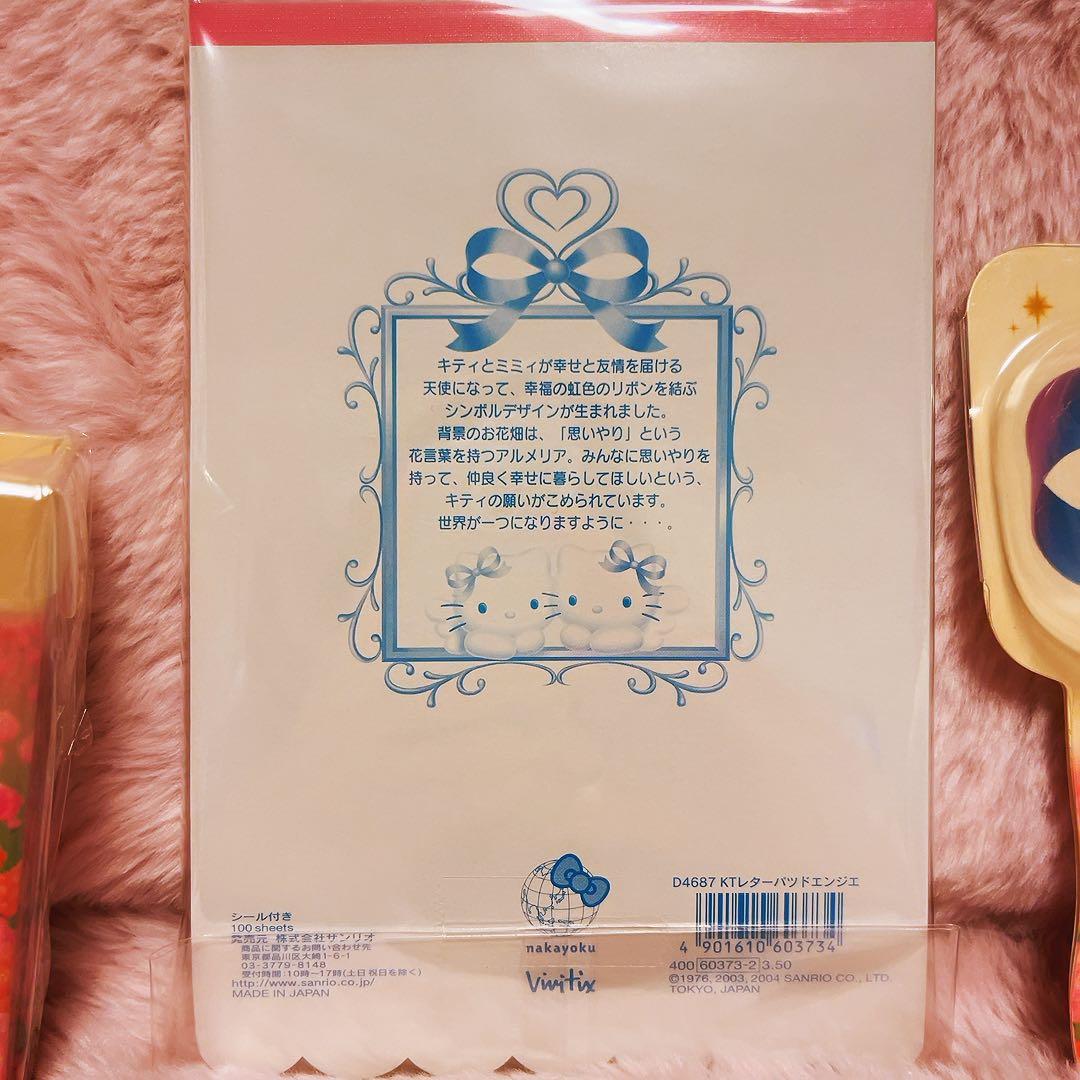 キティとミミィが幸せと友情を届ける
天使になって、幸福の虹色のリボンを結ぶ
シンボルデザインが生まれました。
背景のお花畑は、「思いやり」という
花言葉を持つアルメリア。みんなに思いやりを
持って、仲良く幸せに暮らしてほしいという、
キティの願いがこめられています。
世界が一つになりますように・・・。
シール付き
100 sheets
発売元 株式会社サンリオ
商品に関するお問い合わせ先
東京都品川区大崎1-6-1
03-3779-8148
受付時間:10時〜17時(土日祝日を除く)
http://www.sanrio.co.jp/
MADE IN JAPAN
nakayoku
Vivitix
D4687 KTレターパッドエンジエ
4 901610 603734
400 60373-2 3.50
©1976, 2003, 2004 SANRIO CO., LTD.
TOKYO, JAPAN